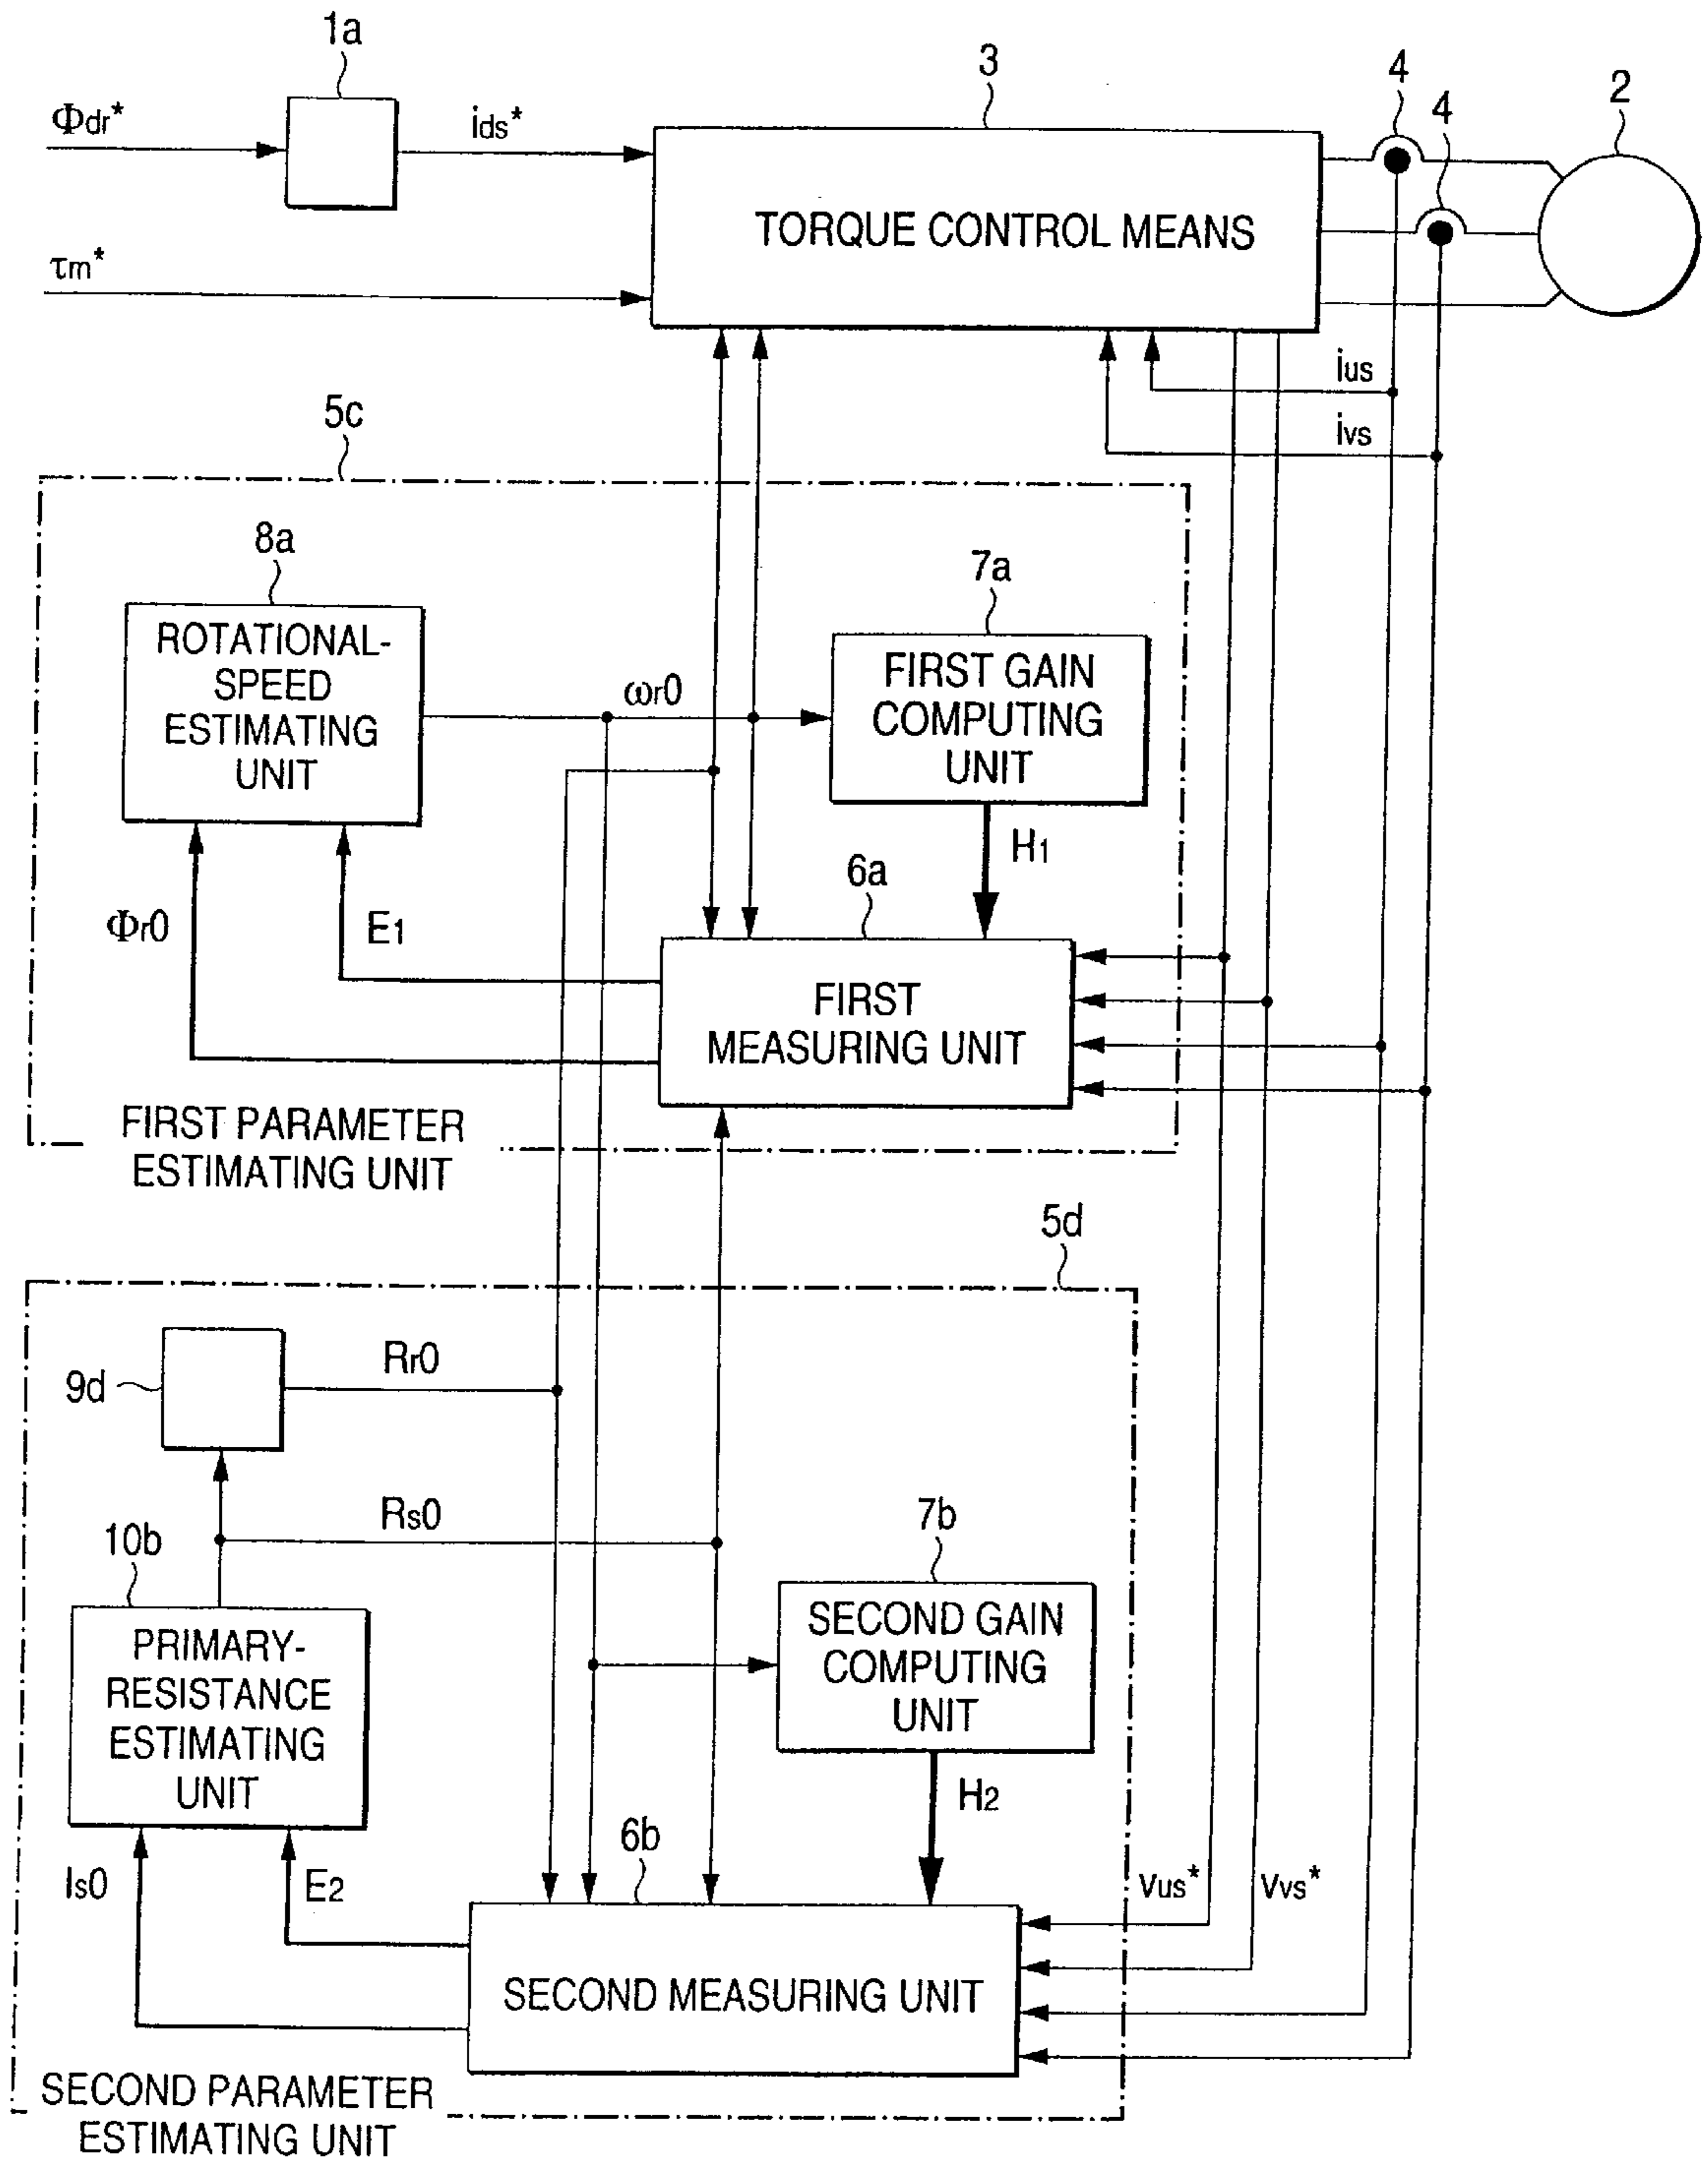 1a
3
4
4
2
Φdr*
ids*
TORQUE CONTROL MEANS
τm*
ius
ivs
5c
8a
7a
ROTATIONAL-
SPEED
ESTIMATING
UNIT
ωr0
FIRST GAIN
COMPUTING
UNIT
H1
6a
Φr0
E1
FIRST
MEASURING UNIT
FIRST PARAMETER
ESTIMATING UNIT
5d
9d
Rr0
Rs0
10b
7b
PRIMARY-
RESISTANCE
ESTIMATING
UNIT
SECOND GAIN
COMPUTING
UNIT
H2
6b
Is0
E2
Vus*
Vvs*
SECOND MEASURING UNIT
SECOND PARAMETER
ESTIMATING UNIT